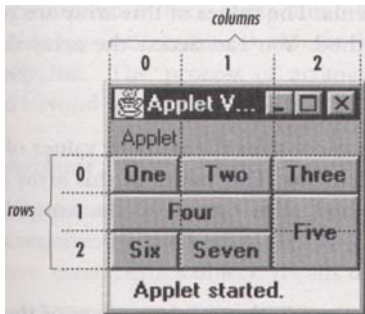 columns
0 1 2
Applet V...
Applet
0 One Two Three
rows 1 Four
Five
2 Six Seven
Applet started.